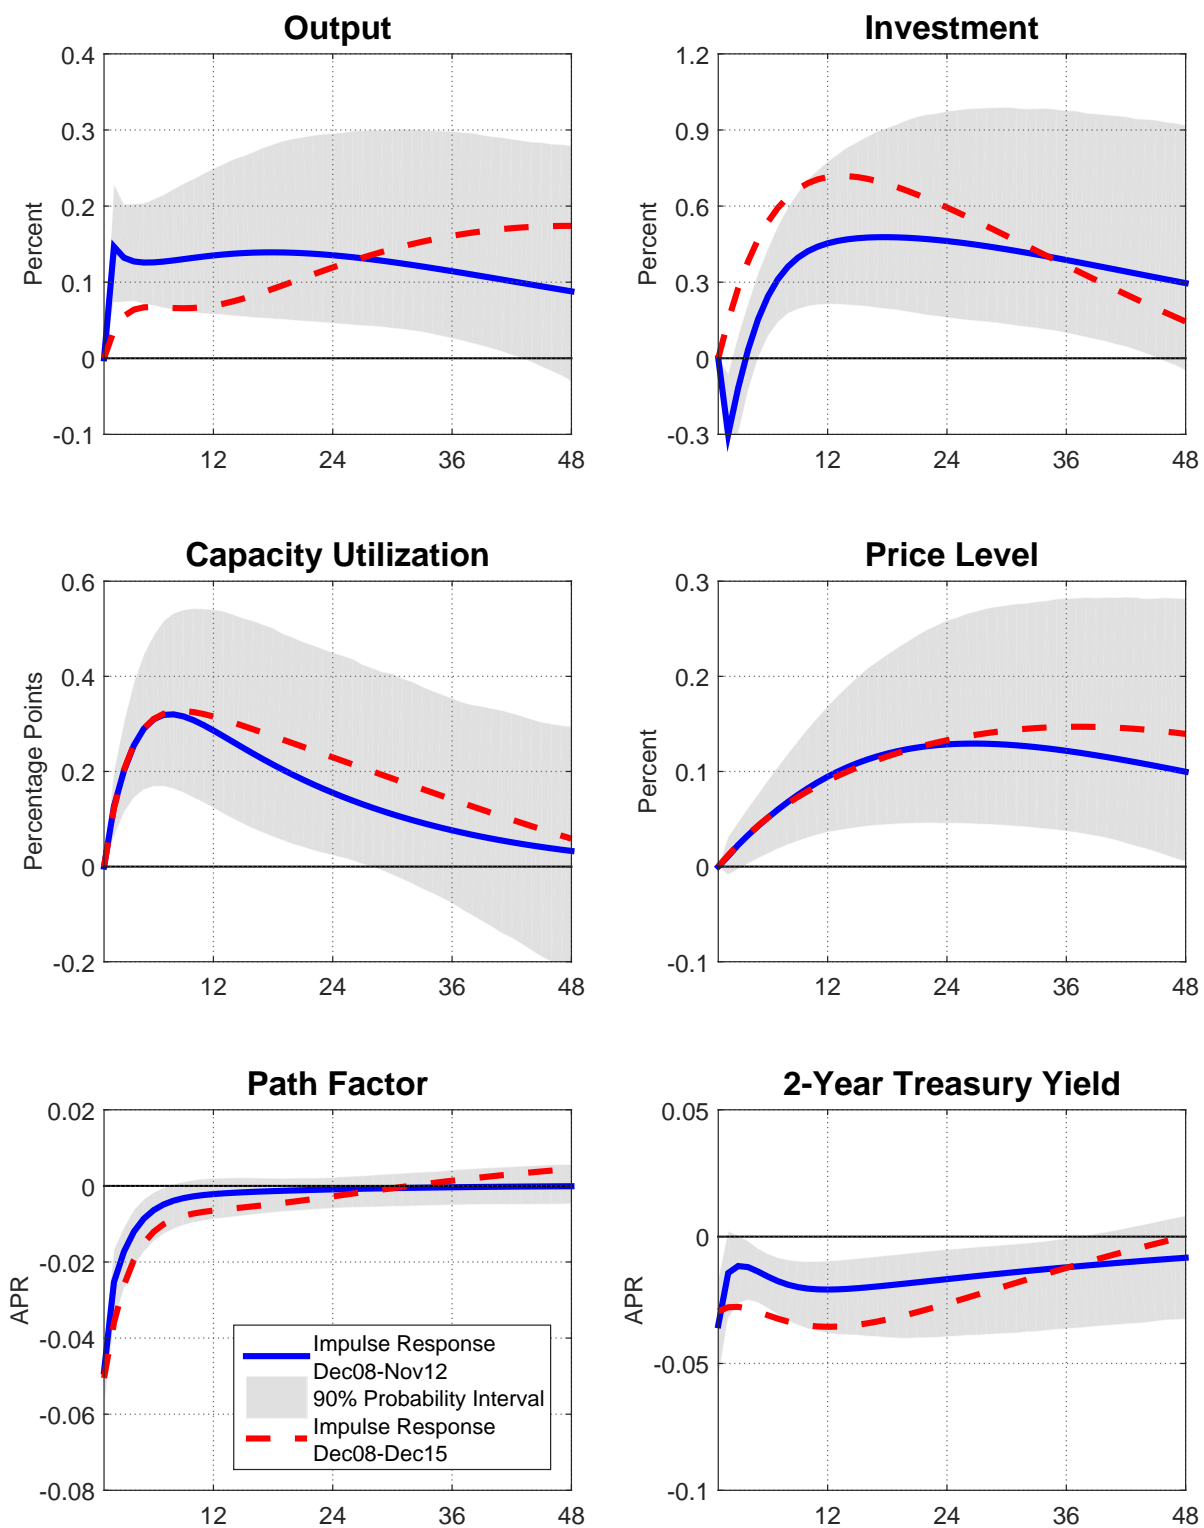 Output
Percent
0.4
0.3
0.2
0.1
0
-0.1
12 24 36 48
Investment
Percent
1.2
0.9
0.6
0.3
0
-0.3
12 24 36 48
Capacity Utilization
Percentage Points
0.6
0.4
0.2
0
-0.2
12 24 36 48
Price Level
Percent
0.3
0.2
0.1
0
-0.1
12 24 36 48
Path Factor
APR
0.02
0
-0.02
-0.04
-0.06
-0.08
12 24 36 48
Impulse Response
Dec08-Nov12
90% Probability Interval
Impulse Response
Dec08-Dec15
2-Year Treasury Yield
APR
0.05
0
-0.05
-0.1
12 24 36 48